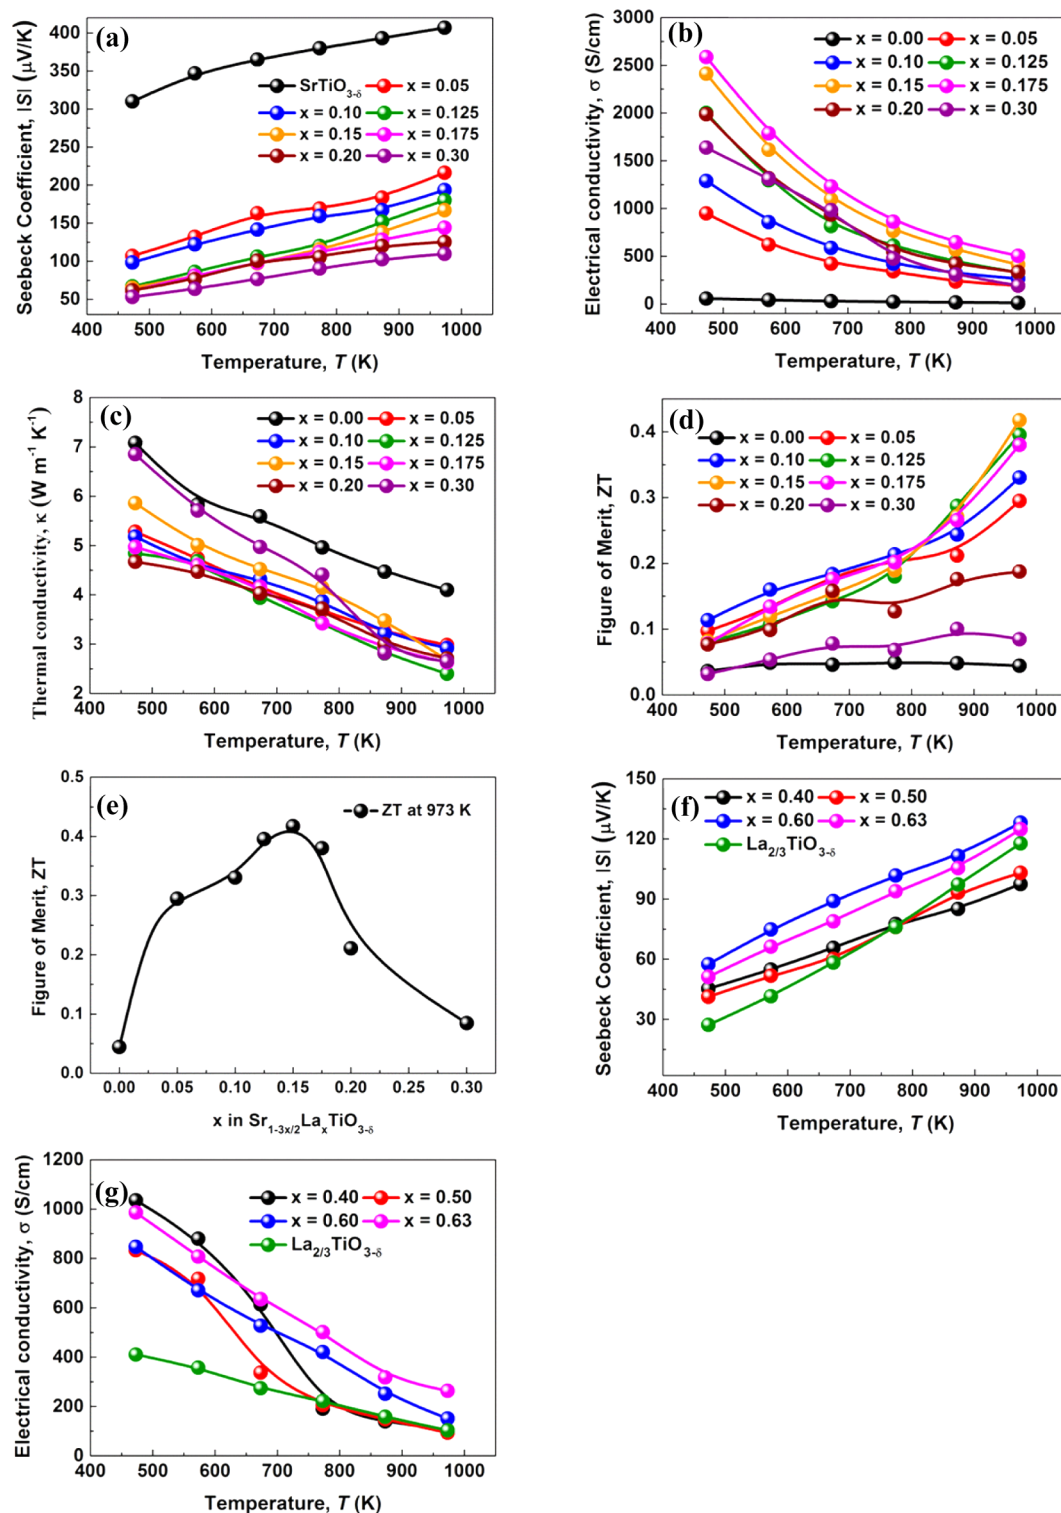 (a)
Seebeck Coefficient, |S| (μV/K)
400
350
300
250
200
150
100
50
SrTiO3-δ x = 0.05
x = 0.10 x = 0.125
x = 0.15 x = 0.175
x = 0.20 x = 0.30
400 500 600 700 800 900 1000
Temperature, T (K)
(b)
Electrical conductivity, σ (S/cm)
3000
2500
2000
1500
1000
500
0
x = 0.00 x = 0.05
x = 0.10 x = 0.125
x = 0.15 x = 0.175
x = 0.20 x = 0.30
400 500 600 700 800 900 1000
Temperature, T (K)
(c)
Thermal conductivity, κ (W m-1 K-1)
8
7
6
5
4
3
2
x = 0.00 x = 0.05
x = 0.10 x = 0.125
x = 0.15 x = 0.175
x = 0.20 x = 0.30
400 500 600 700 800 900 1000
Temperature, T (K)
(d)
Figure of Merit, ZT
0.4
0.3
0.2
0.1
0.0
x = 0.00 x = 0.05
x = 0.10 x = 0.125
x = 0.15 x = 0.175
x = 0.20 x = 0.30
400 500 600 700 800 900 1000
Temperature, T (K)
(e)
Figure of Merit, ZT
0.5
0.4
0.3
0.2
0.1
0.0
ZT at 973 K
0.00 0.05 0.10 0.15 0.20 0.25 0.30
x in Sr1-3x/2LaxTiO3-δ
(f)
Seebeck Coefficient, |S| (μV/K)
150
120
90
60
30
x = 0.40 x = 0.50
x = 0.60 x = 0.63
La2/3TiO3-δ
400 500 600 700 800 900 1000
Temperature, T (K)
(g)
Electrical conductivity, σ (S/cm)
1200
1000
800
600
400
200
0
x = 0.40 x = 0.50
x = 0.60 x = 0.63
La2/3TiO3-δ
400 500 600 700 800 900 1000
Temperature, T (K)